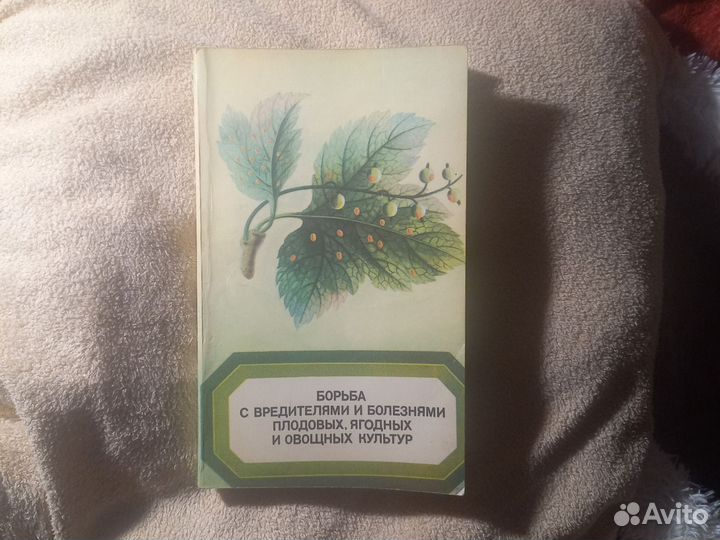 БОРЬБА
С ВРЕДИТЕЛЯМИ И БОЛЕЗНЯМИ
ПЛОДОВЫХ, ЯГОДНЫХ
И ОВОЩНЫХ КУЛЬТУР
Avito